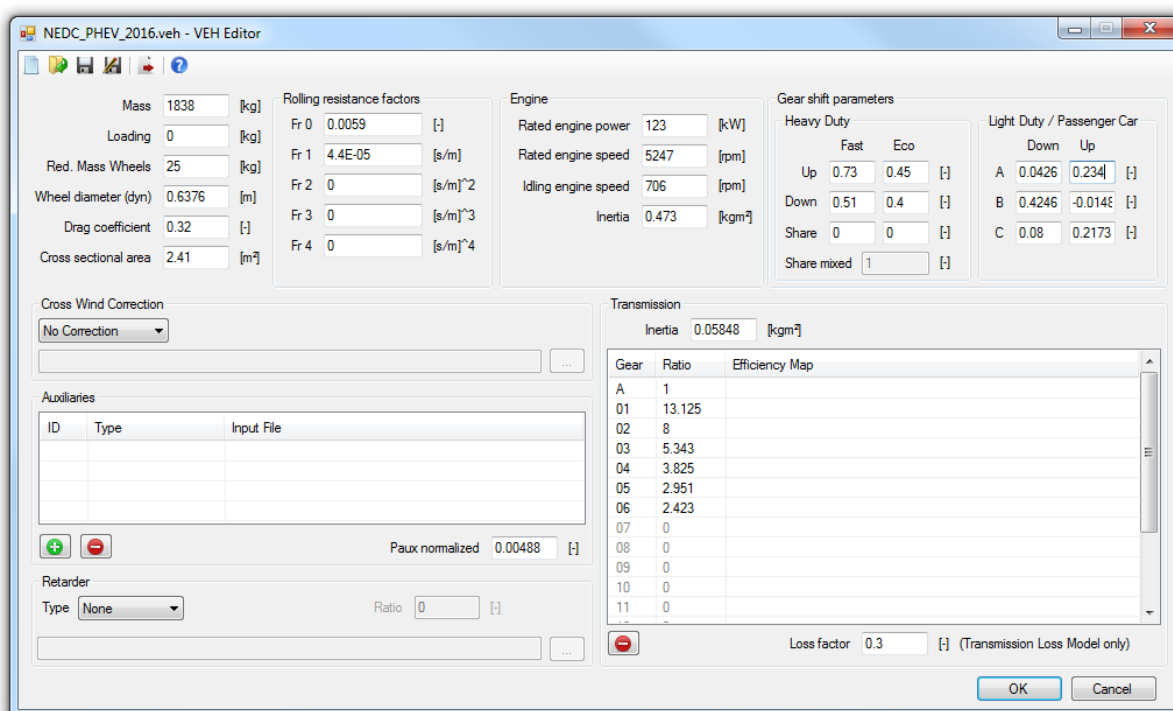 NEDC_PHEV_2016.veh - VEH Editor
Mass 1838 [kg]
Loading 0 [kg]
Red. Mass Wheels 25 [kg]
Wheel diameter (dyn) 0.6376 [m]
Drag coefficient 0.32 [-]
Cross sectional area 2.41 [m²]
Rolling resistance factors
Fr 0 0.0059 [-]
Fr 1 4.4E-05 [s/m]
Fr 2 0 [s/m]^2
Fr 3 0 [s/m]^3
Fr 4 0 [s/m]^4
Engine
Rated engine power 123 [kW]
Rated engine speed 5247 [rpm]
Idling engine speed 706 [rpm]
Inertia 0.473 [kgm²]
Gear shift parameters
Heavy Duty
Fast Eco
Up 0.73 0.45 [-]
Down 0.51 0.4 [-]
Share 0 0 [-]
Share mixed 1 [-]
Light Duty / Passenger Car
Down Up
A 0.0426 0.234 [-]
B 0.4246 -0.0148 [-]
C 0.08 0.2173 [-]
Cross Wind Correction
No Correction
...
Auxiliaries
ID Type Input File
Paux normalized 0.00488 [-]
Retarder
Type None Ratio 0 [-]
...
Transmission
Inertia 0.05848 [kgm²]
Gear Ratio Efficiency Map
A 1
01 13.125
02 8
03 5.343
04 3.825
05 2.951
06 2.423
07 0
08 0
09 0
10 0
11 0
Loss factor 0.3 [-] (Transmission Loss Model only)
OK Cancel